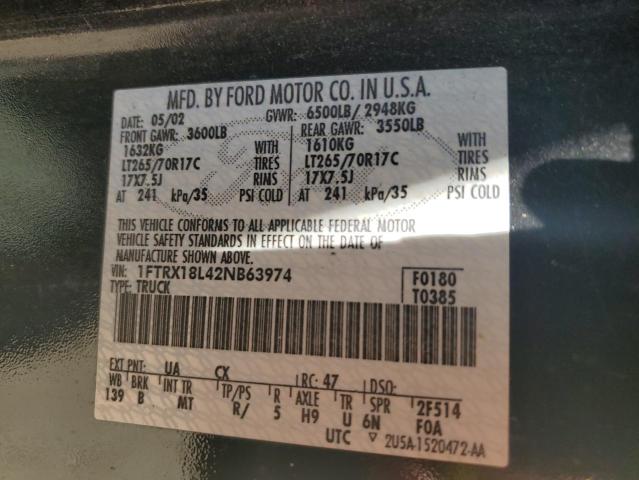 MFD. BY FORD MOTOR CO. IN U.S.A.
DATE: 05/02 GVWR: 6500LB/ 2948KG
FRONT GAWR: 3600LB REAR GAWR: 3550LB
1632KG WITH 1610KG WITH
LT265/70R17C TIRES LT265/70R17C TIRES
17X7.5J RINS 17X7.5J RINS
AT 241 kPa/35 PSI COLD AT 241 kPa/35 PSI COLD
THIS VEHICLE CONFORMS TO ALL APPLICABLE FEDERAL MOTOR
VEHICLE SAFETY STANDARDS IN EFFECT ON THE DATE OF
MANUFACTURE SHOWN ABOVE.
VIN: 1FTRX18L42NB63974 F0180
TYPE: TRUCK T0385
EXT PNT: UA CX RC: 47 DSO:
WB BRK INT TR TP/PS R AXLE TR SPR 2F514
139 B MT R/ 5 H9 U 6N FOA
UTC ▽ 2U5A-1520472-AA